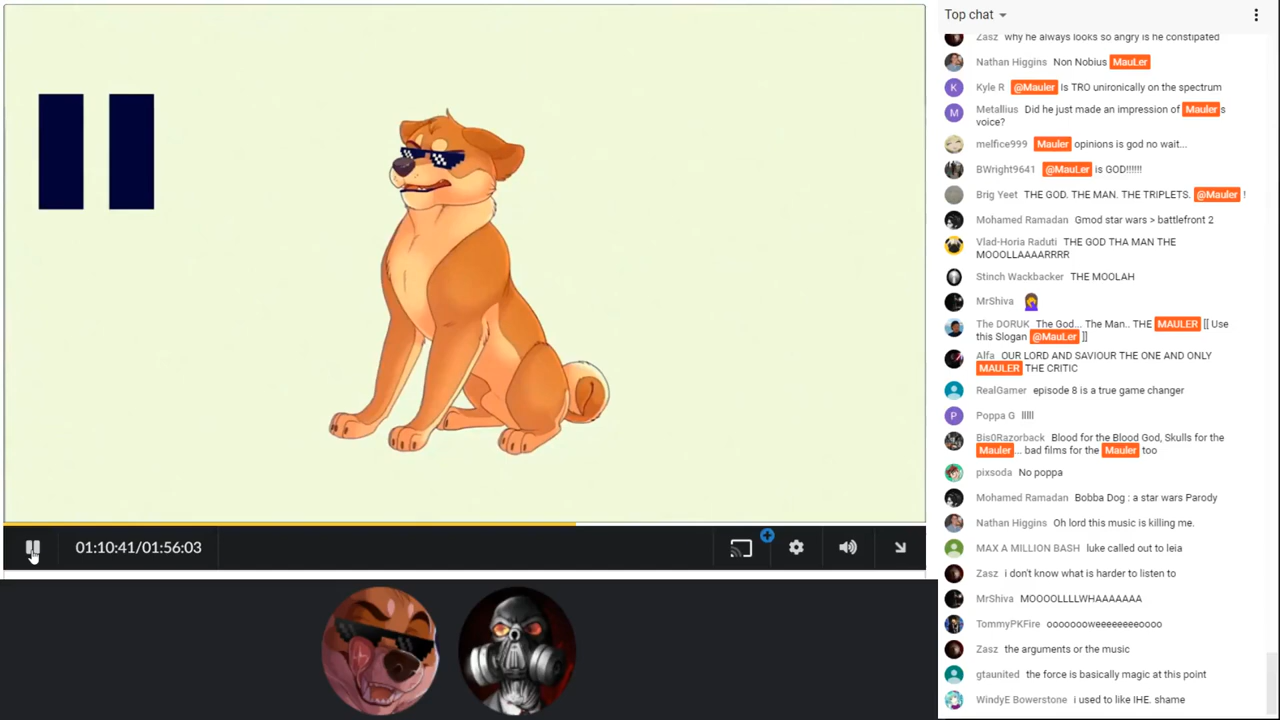 Top chat
Zasz why he always looks so angry is he constipated
Nathan Higgins Non Nobius MauLer
K Kyle R @Mauler Is TRO unironically on the spectrum
M Metallius Did he just made an impression of Mauler s
voice?
melfice999 Mauler opinions is god no wait...
BWright9641 @MauLer is GOD!!!!!!
Brig Yeet THE GOD. THE MAN. THE TRIPLETS. @Mauler !
Mohamed Ramadan Gmod star wars > battlefront 2
Vlad-Horia Raduti THE GOD THA MAN THE
MOOOLLAAAARRRR
Stinch Wackbacker THE MOOLAH
MrShiva
The DORUK The God... The Man.. THE MAULER [[ Use
this Slogan @MauLer ]]
Alfa OUR LORD AND SAVIOUR THE ONE AND ONLY
MAULER THE CRITIC
RealGamer episode 8 is a true game changer
P Poppa G lllll
Bis0Razorback Blood for the Blood God, Skulls for the
Mauler ... bad films for the Mauler too
pixsoda No poppa
Mohamed Ramadan Bobba Dog : a star wars Parody
Nathan Higgins Oh lord this music is killing me.
MAX A MILLION BASH luke called out to leia
Zasz i don't know what is harder to listen to
MrShiva MOOOOLLLLWHAAAAAAA
TommyPKFire oooooooweeeeeeeoooo
Zasz the arguments or the music
gtaunited the force is basically magic at this point
WindyE Bowerstone i used to like IHE. shame
01:10:41/01:56:03